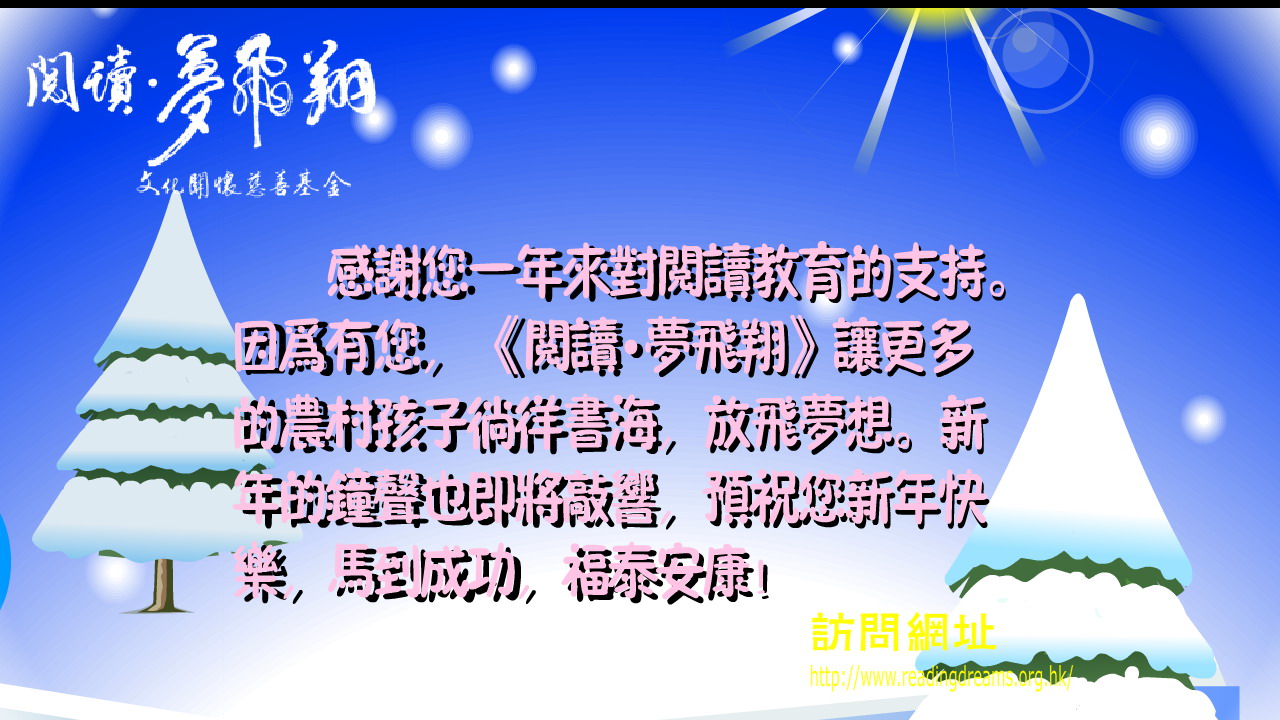 閱讀·夢飛翔
文化關懷慈善基金
感謝您一年來對閱讀教育的支持。
因爲有您，《閱讀·夢飛翔》讓更多
的農村孩子徜徉書海，放飛夢想。新
年的鐘聲也即將敲響，預祝您新年快
樂，馬到成功，福泰安康！
訪問網址
http://www.readingdreams.org.hk/